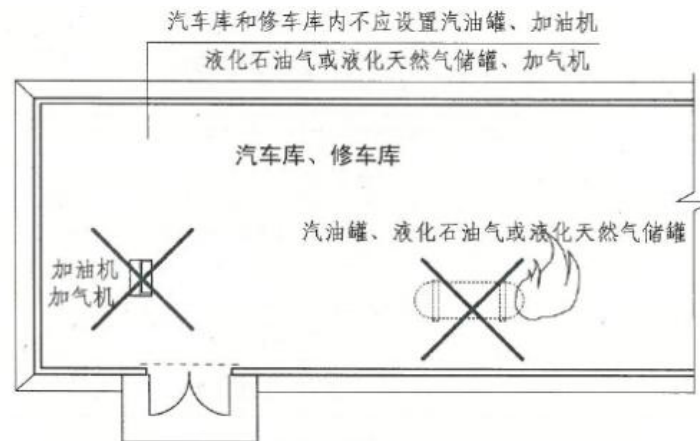 汽车库和修车库内不应设置汽油罐、加油机
液化石油气或液化天然气储罐、加气机
汽车库、修车库
汽油罐、液化石油气或液化天然气储罐
加油机
加气机